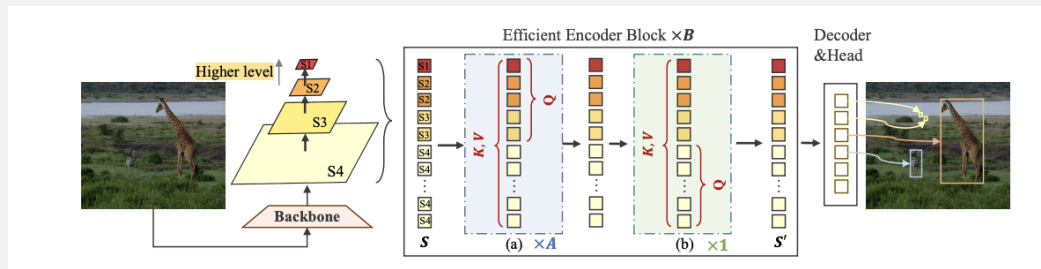 Efficient Encoder Block ×B
Decoder
&Head
Higher level
S1
S2
S3
S4
Backbone
S1
S2
S2
S3
S3
S4
S4
S4
S4
S
K, V
Q
(a)
×A
K, V
Q
(b)
×1
S'